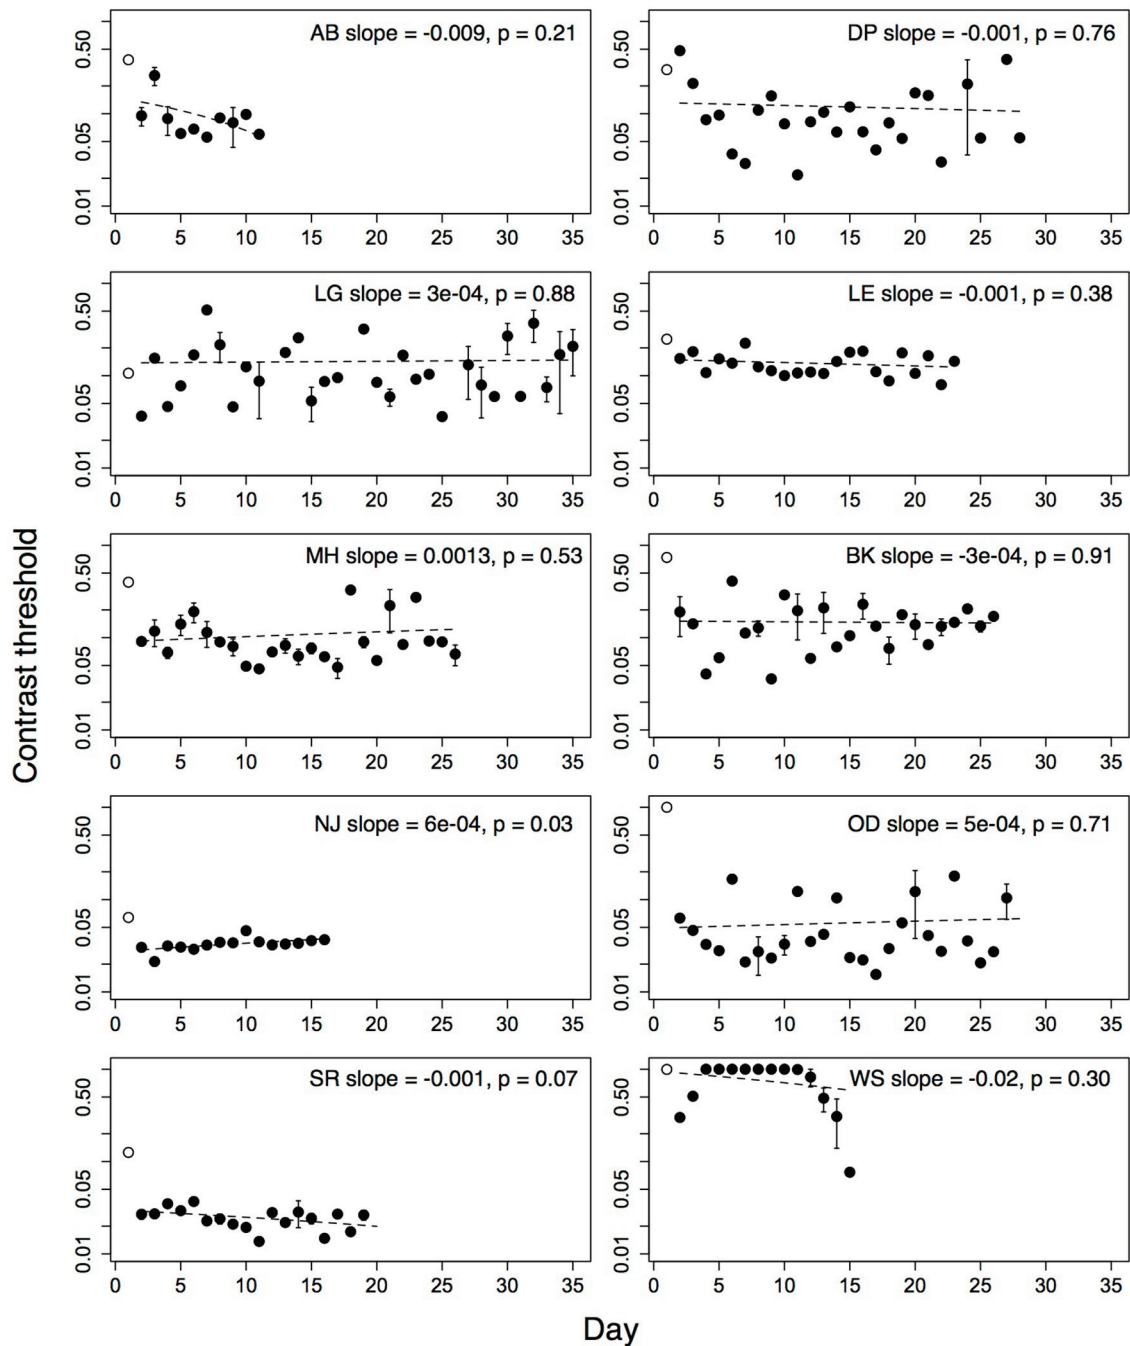 AB slope = -0.009, p = 0.21
0.50
0.05
0.01
0 5 10 15 20 25 30 35
DP slope = -0.001, p = 0.76
0.50
0.05
0.01
0 5 10 15 20 25 30 35
LG slope = 3e-04, p = 0.88
0.50
0.05
0.01
0 5 10 15 20 25 30 35
LE slope = -0.001, p = 0.38
0.50
0.05
0.01
0 5 10 15 20 25 30 35
Contrast threshold
MH slope = 0.0013, p = 0.53
0.50
0.05
0.01
0 5 10 15 20 25 30 35
BK slope = -3e-04, p = 0.91
0.50
0.05
0.01
0 5 10 15 20 25 30 35
NJ slope = 6e-04, p = 0.03
0.50
0.05
0.01
0 5 10 15 20 25 30 35
OD slope = 5e-04, p = 0.71
0.50
0.05
0.01
0 5 10 15 20 25 30 35
SR slope = -0.001, p = 0.07
0.50
0.05
0.01
0 5 10 15 20 25 30 35
WS slope = -0.02, p = 0.30
0.50
0.05
0.01
0 5 10 15 20 25 30 35
Day